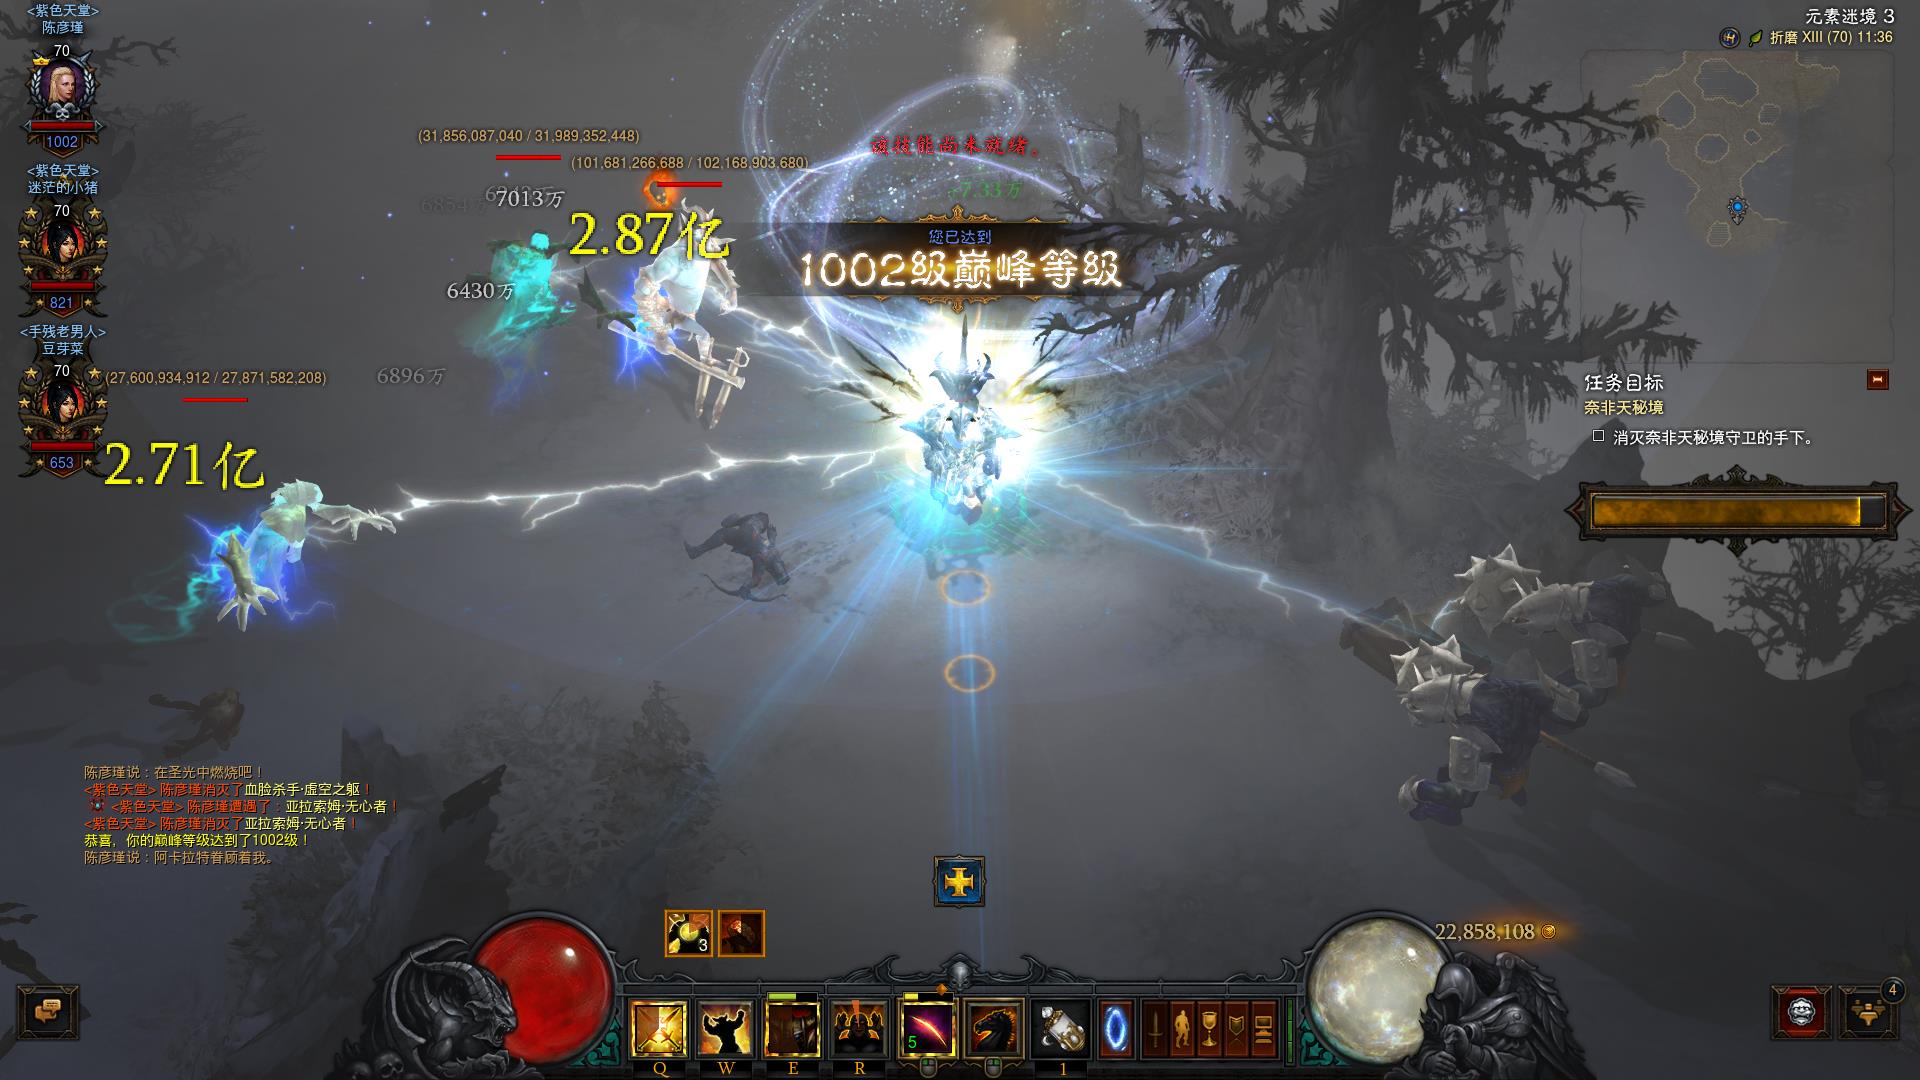 <紫色天堂>
陈彦瑾
70
1002
<紫色天堂>
迷茫的小猪
70
821
<手残老男人>
豆芽菜
70
653
元素迷境 3
折磨 XIII (70) 11:36
(31,856,087,040 / 31,989,352,448)
(101,681,266,688 / 102,168,903,680)
该技能尚未就绪。
+7.33万
7013万
2.87亿
您已达到
1002级巅峰等级
6430万
(27,600,934,912 / 27,871,582,208)
6896万
2.71亿
任务目标
奈非天秘境
消灭奈非天秘境守卫的手下。
陈彦瑾说：在圣光中燃烧吧！
<紫色天堂> 陈彦瑾消灭了血脸杀手·虚空之躯！
<紫色天堂> 陈彦瑾遭遇了：亚拉索姆·无心者！
<紫色天堂> 陈彦瑾消灭了亚拉索姆·无心者！
恭喜，你的巅峰等级达到了1002级！
陈彦瑾说：阿卡拉特眷顾着我。
3
22,858,108
5
4
Q W E R 1